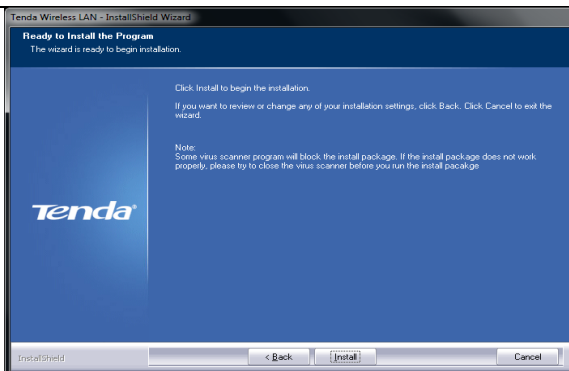 Tenda Wireless LAN - InstallShield Wizard
Ready to Install the Program
The wizard is ready to begin installation.
Click Install to begin the installation.
If you want to review or change any of your installation settings, click Back. Click Cancel to exit the
wizard.
Note:
Some virus scanner program will block the install package. If the install package does not work
properly, please try to close the virus scanner before you run the install pacakge
Tenda®
InstallShield
< Back
Install
Cancel